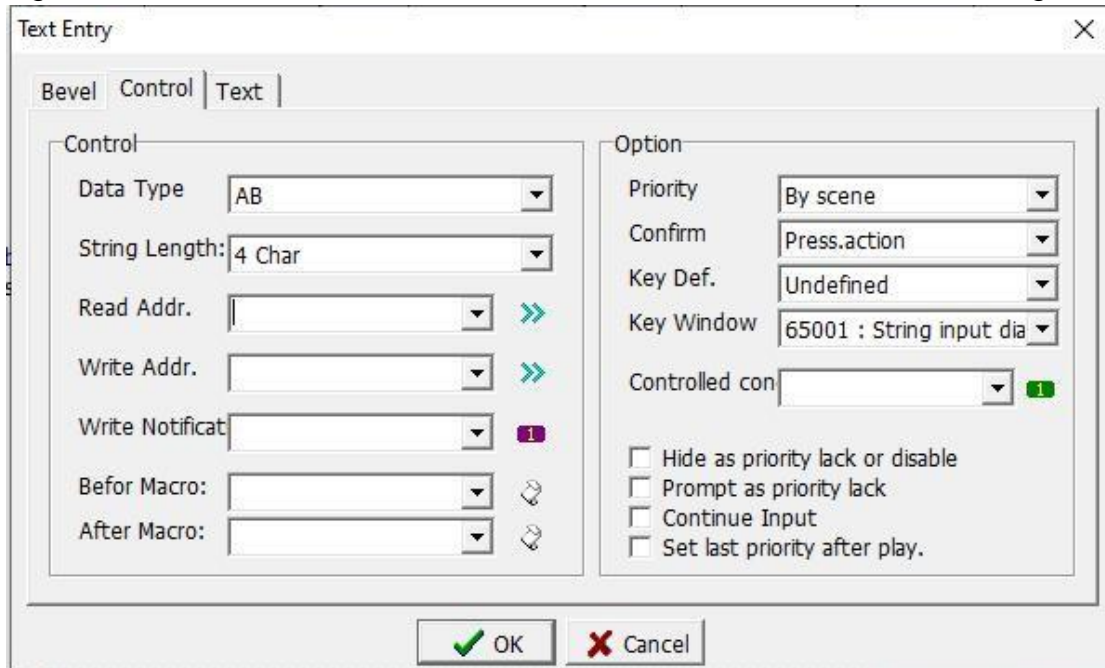 Text Entry
Bevel Control Text
Control
Data Type AB
String Length: 4 Char
Read Addr.
Write Addr.
Write Notificat
1
Befor Macro:
After Macro:
Option
Priority By scene
Confirm Press.action
Key Def. Undefined
Key Window 65001 : String input dia
Controlled con
1
Hide as priority lack or disable
Prompt as priority lack
Continue Input
Set last priority after play.
OK Cancel